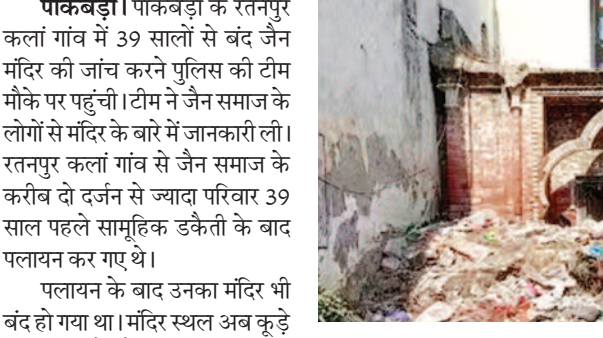 पाकबड़ा। पाकबड़ा के रतनपुर
कलां गांव में 39 सालों से बंद जैन
मंदिर की जांच करने पुलिस की टीम
मौके पर पहुंची। टीम ने जैन समाज के
लोगों से मंदिर के बारे में जानकारी ली।
रतनपुर कलां गांव से जैन समाज के
करीब दो दर्जन से ज्यादा परिवार 39
साल पहले सामूहिक डकैती के बाद
पलायन कर गए थे।
पलायन के बाद उनका मंदिर भी
बंद हो गया था। मंदिर स्थल अब कूड़े